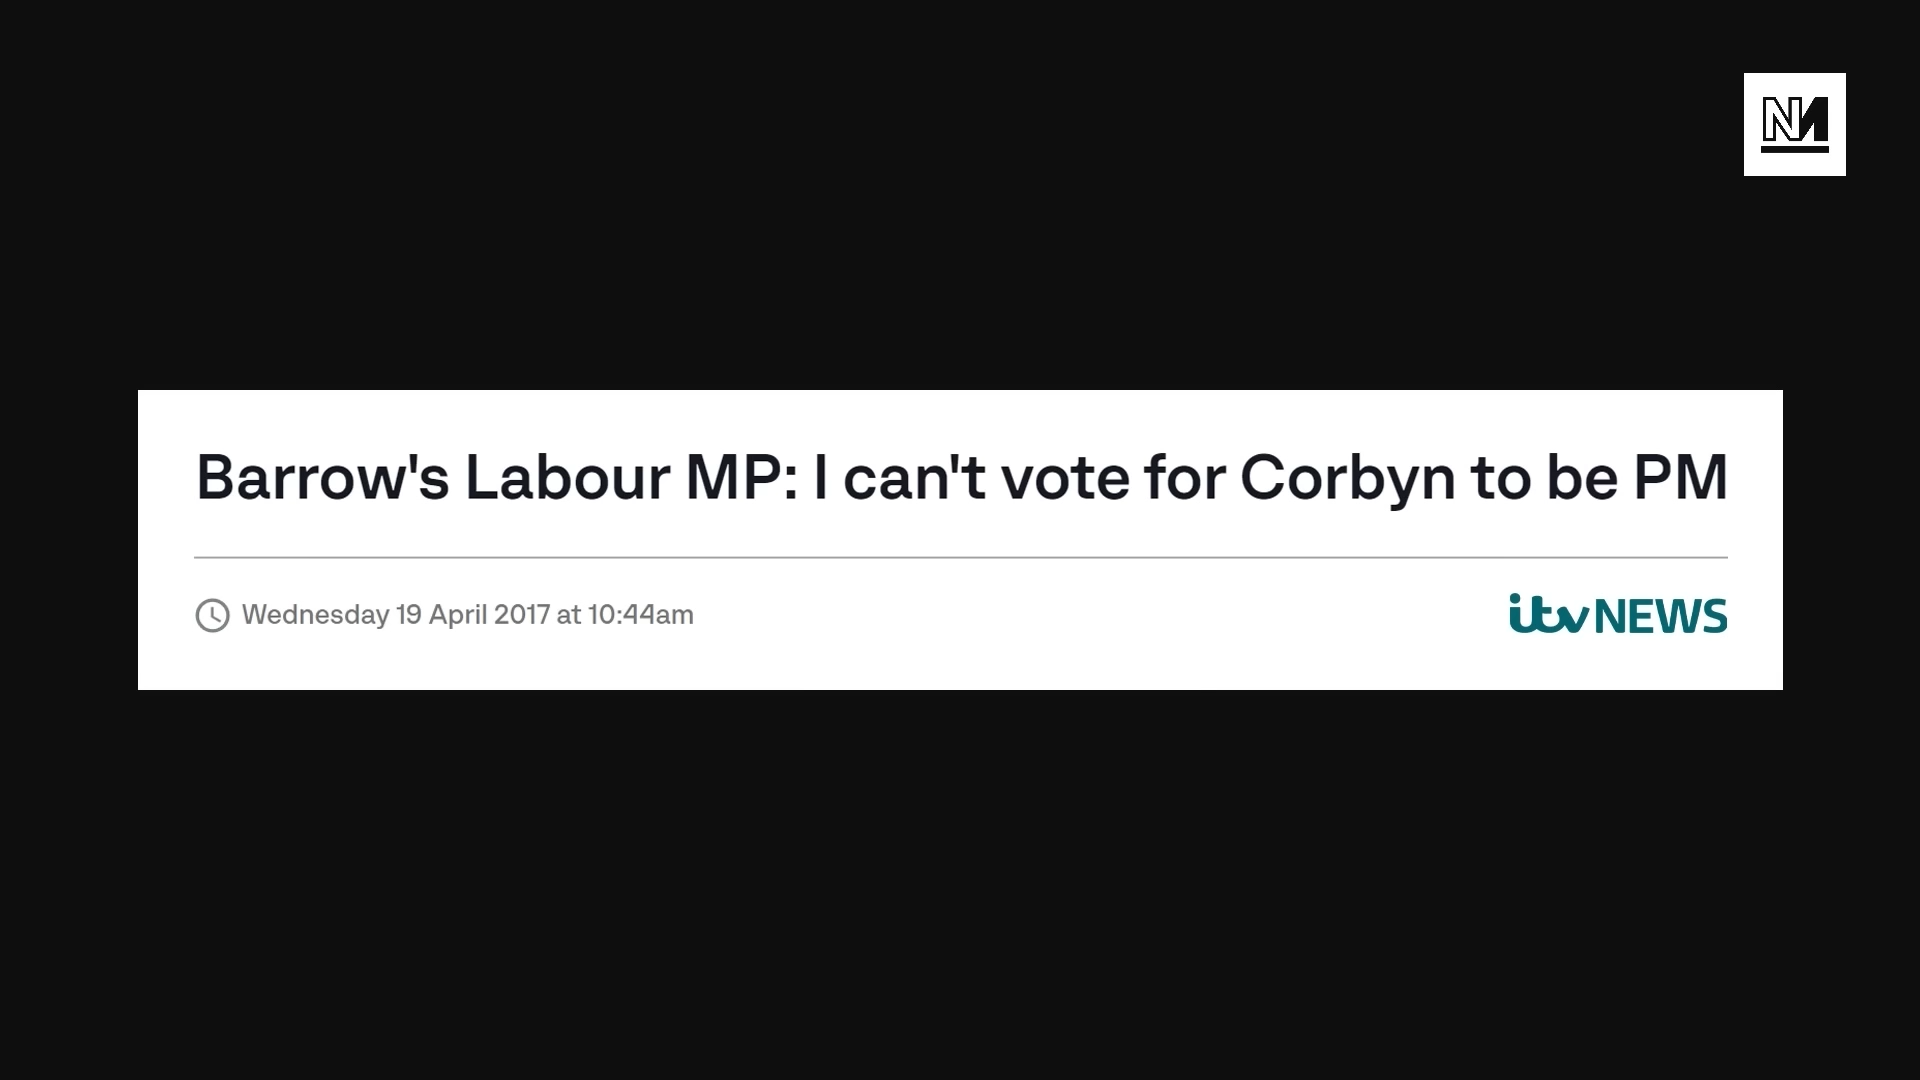 NM
Barrow's Labour MP: I can't vote for Corbyn to be PM
Wednesday 19 April 2017 at 10:44am
itv NEWS